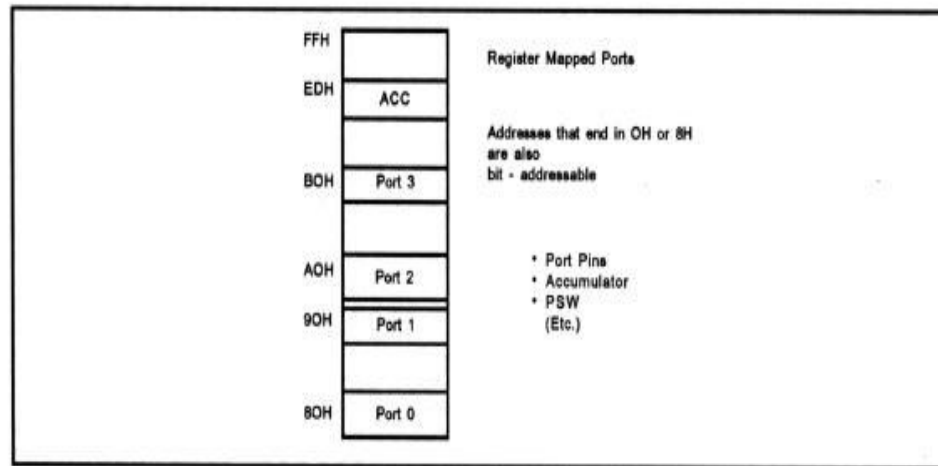 FFH
Register Mapped Ports
EDH
ACC
Addresses that end in OH or 8H
are also
bit - addressable
BOH
Port 3
AOH
Port 2
* Port Pins
* Accumulator
* PSW
(Etc.)
9OH
Port 1
8OH
Port 0